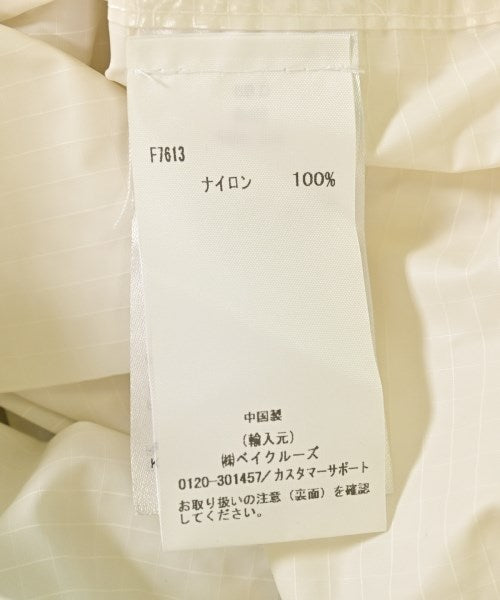 F7613
ナイロン 100%
中国製
(輸入元)
㈱ベイクルーズ
0120-301457/カスタマーサポート
お取り扱いの注意(裏面)を確認
してください。